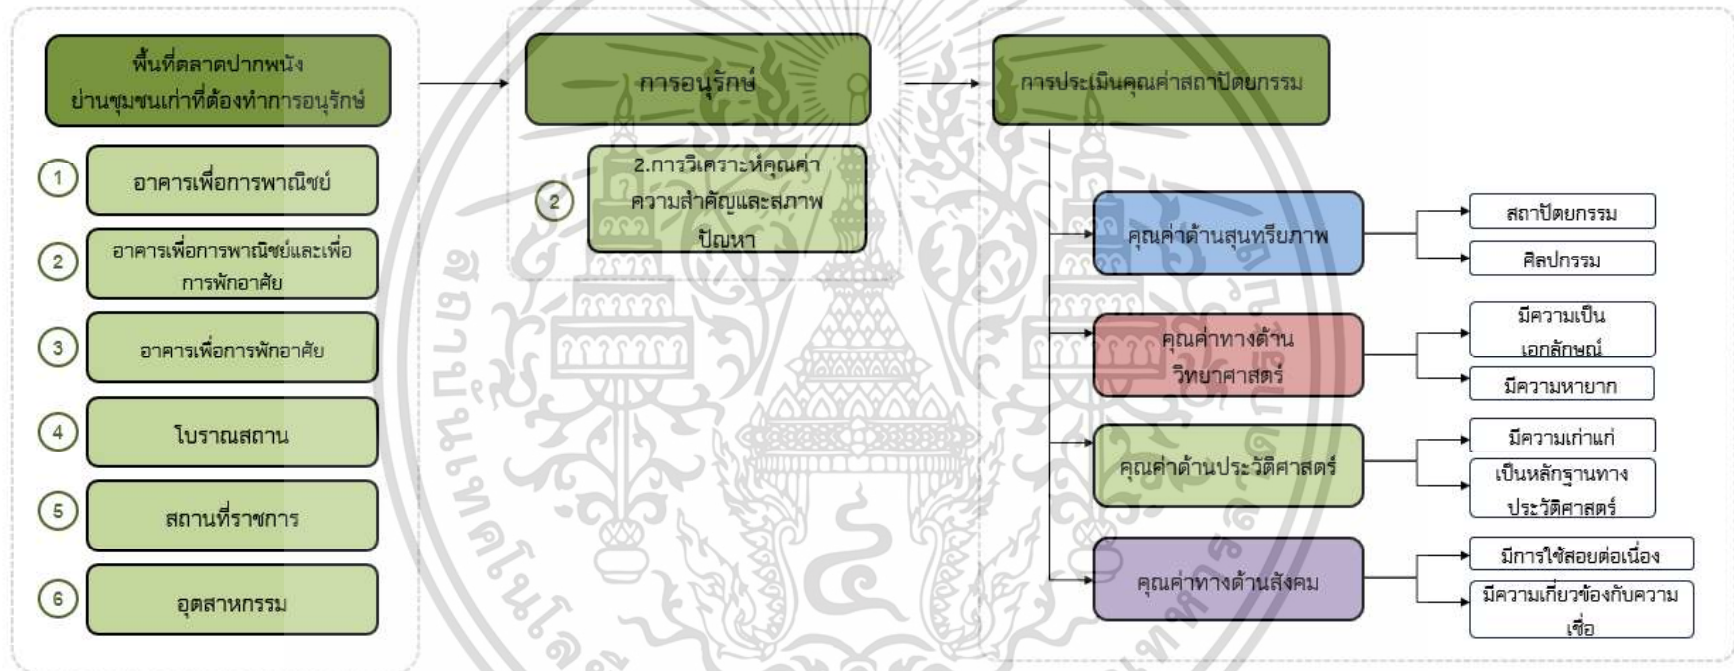 พื้นที่ตลาดปากพนัง
ย่านชุมชนเก่าที่ต้องทำการอนุรักษ์
1
อาคารเพื่อการพาณิชย์
2
อาคารเพื่อการพาณิชย์และเพื่อ
การพักอาศัย
3
อาคารเพื่อการพักอาศัย
4
โบราณสถาน
5
สถานที่ราชการ
6
อุตสาหกรรม
การอนุรักษ์
2
2.การวิเคราะห์คุณค่า
ความสำคัญและสภาพ
ปัญหา
การประเมินคุณค่าสถาปัตยกรรม
คุณค่าด้านสุนทรียภาพ
สถาปัตยกรรม
ศิลปกรรม
คุณค่าทางด้าน
วิทยาศาสตร์
มีความเป็น
เอกลักษณ์
มีความหายาก
คุณค่าด้านประวัติศาสตร์
มีความเก่าแก่
เป็นหลักฐานทาง
ประวัติศาสตร์
คุณค่าทางด้านสังคม
มีการใช้สอยต่อเนื่อง
มีความเกี่ยวข้องกับความ
เชื่อ